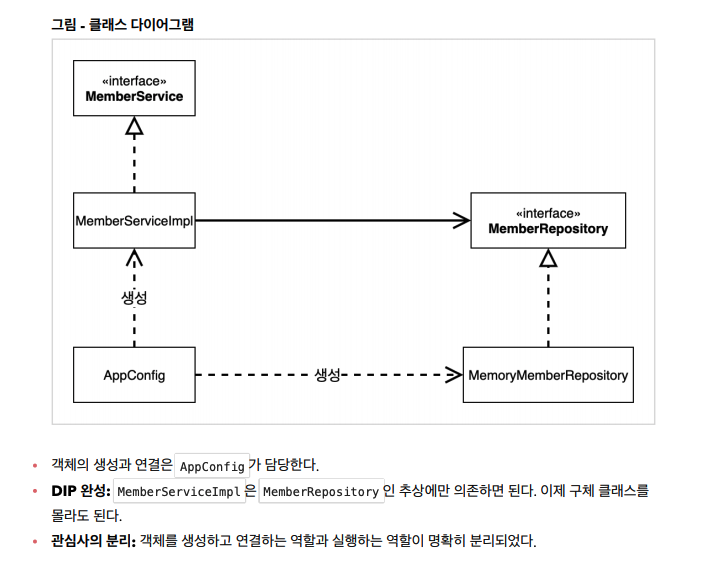 그림 - 클래스 다이어그램
«interface»
MemberService
MemberServiceImpl
«interface»
MemberRepository
생성
AppConfig
생성
MemoryMemberRepository
객체의 생성과 연결은 AppConfig 가 담당한다.
DIP 완성: MemberServiceImpl 은 MemberRepository 인 추상에만 의존하면 된다. 이제 구체 클래스를
몰라도 된다.
관심사의 분리: 객체를 생성하고 연결하는 역할과 실행하는 역할이 명확히 분리되었다.